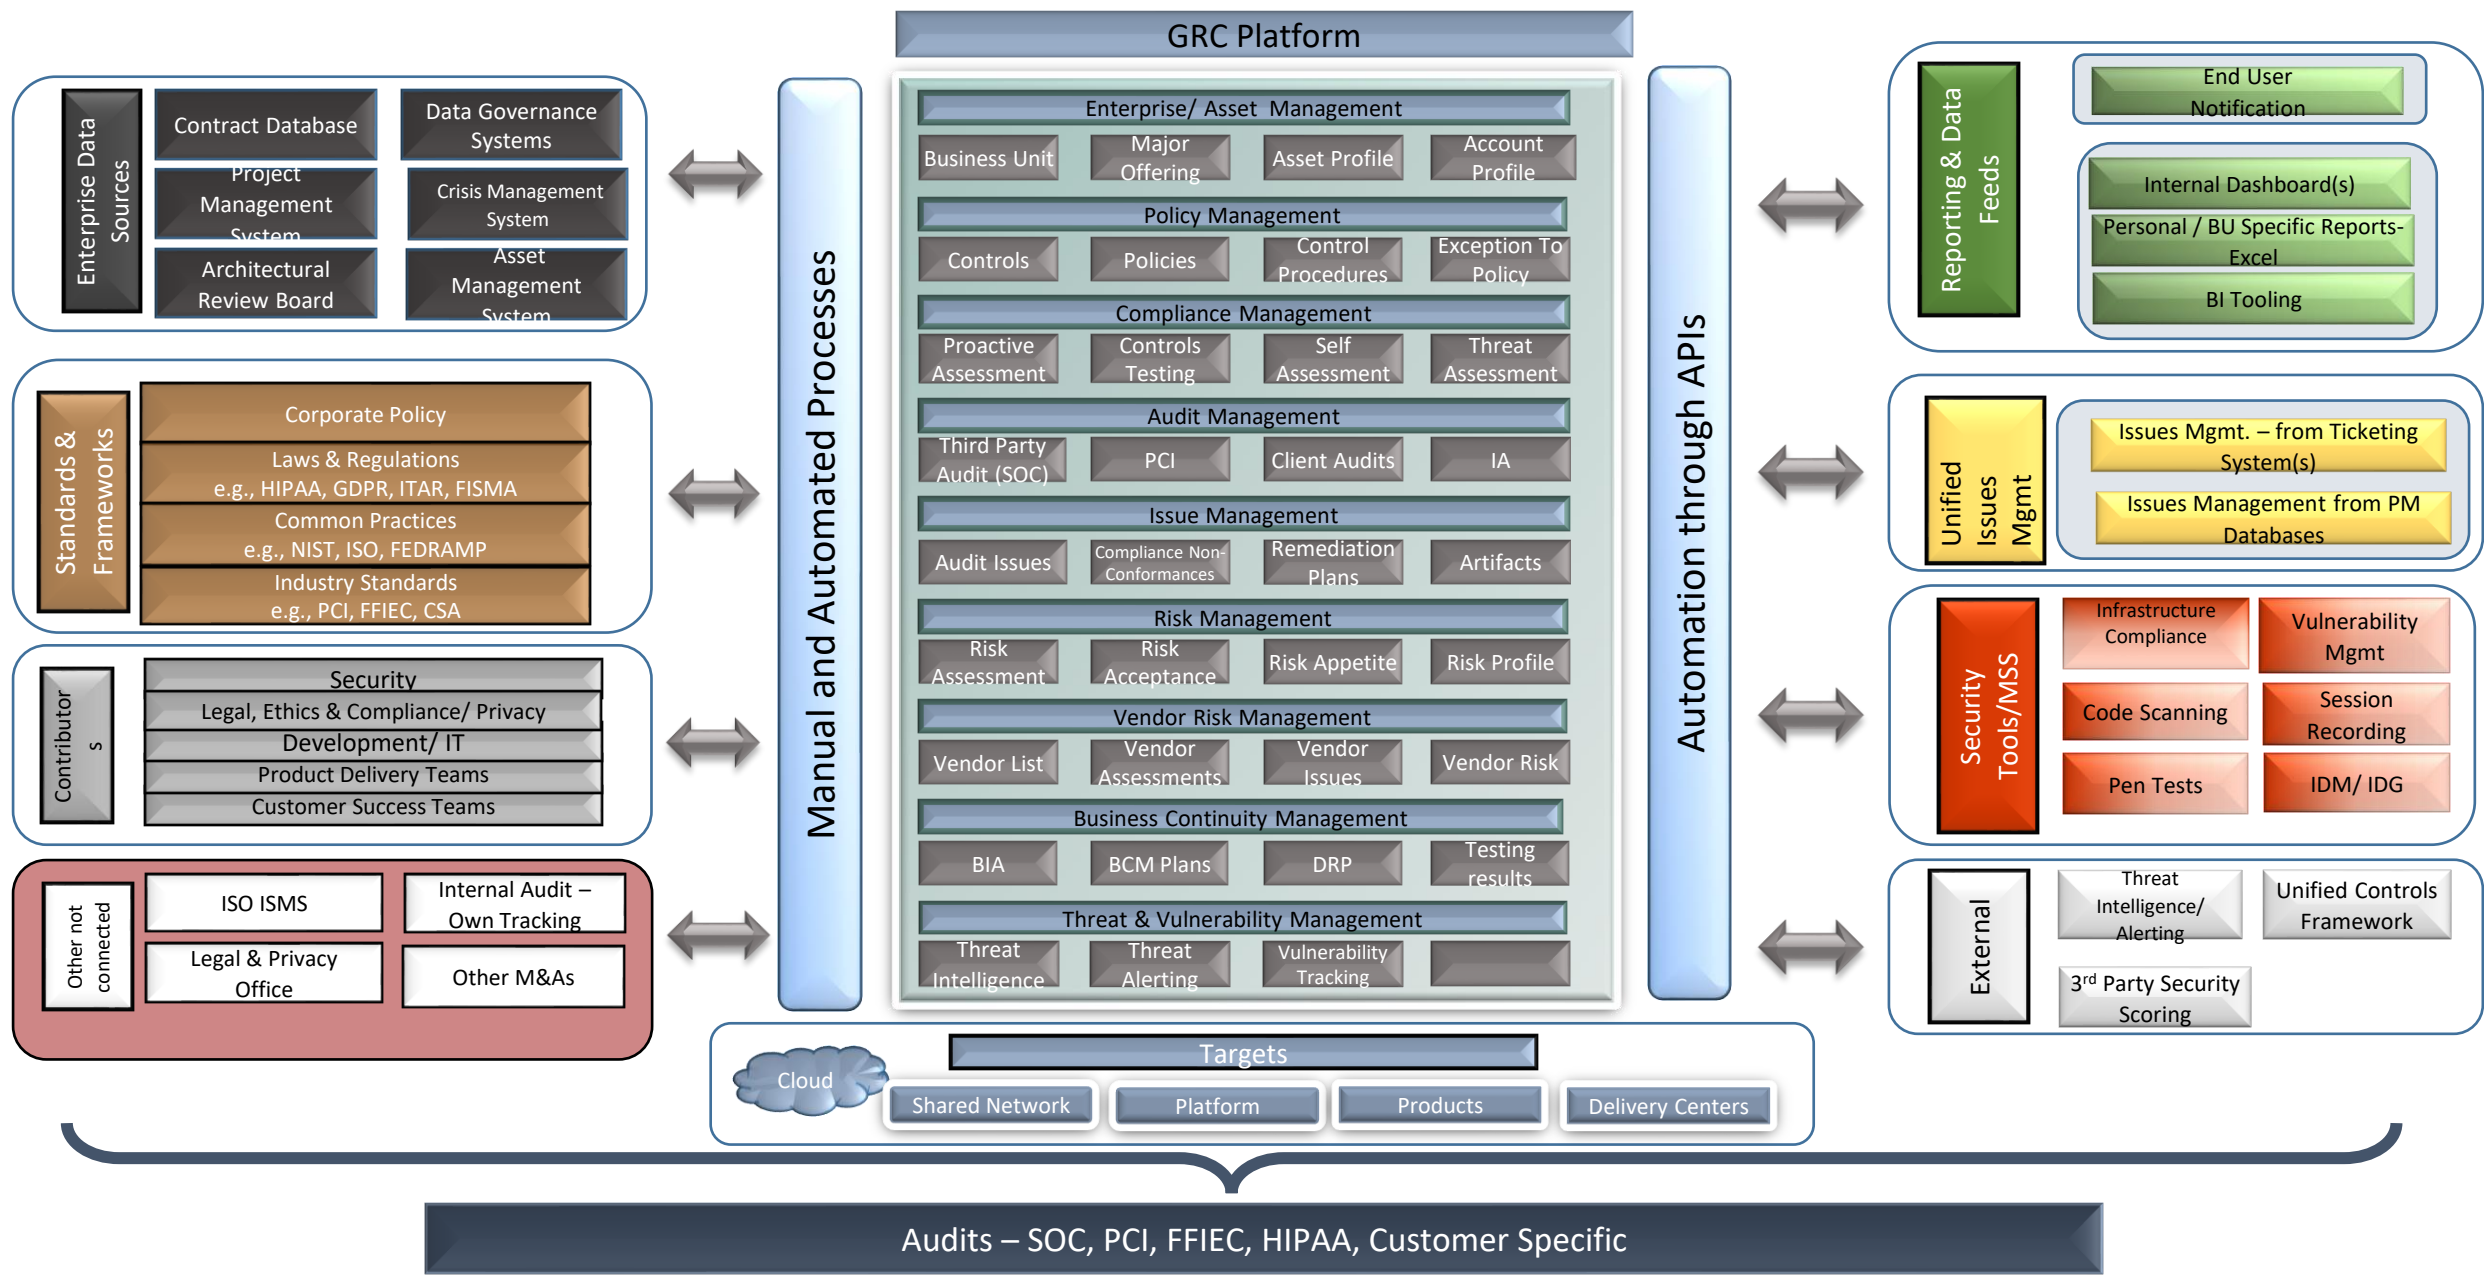 GRC Platform
Enterprise Data
Sources
Contract Database
Data Governance
Systems
Project
Management
System
Crisis Management
System
Architectural
Review Board
Asset
Management
System
Standards &
Frameworks
Corporate Policy
Laws & Regulations
e.g., HIPAA, GDPR, ITAR, FISMA
Common Practices
e.g., NIST, ISO, FEDRAMP
Industry Standards
e.g., PCI, FFIEC, CSA
Contributor
s
Security
Legal, Ethics & Compliance/ Privacy
Development/ IT
Product Delivery Teams
Customer Success Teams
Other not
connected
ISO ISMS
Internal Audit –
Own Tracking
Legal & Privacy
Office
Other M&As
Manual and Automated Processes
Enterprise/ Asset Management
Business Unit
Major
Offering
Asset Profile
Account
Profile
Policy Management
Controls
Policies
Control
Procedures
Exception To
Policy
Compliance Management
Proactive
Assessment
Controls
Testing
Self
Assessment
Threat
Assessment
Audit Management
Third Party
Audit (SOC)
PCI
Client Audits
IA
Issue Management
Audit Issues
Compliance Non-
Conformances
Remediation
Plans
Artifacts
Risk Management
Risk
Assessment
Risk
Acceptance
Risk Appetite
Risk Profile
Vendor Risk Management
Vendor List
Vendor
Assessments
Vendor
Issues
Vendor Risk
Business Continuity Management
BIA
BCM Plans
DRP
Testing
results
Threat & Vulnerability Management
Threat
Intelligence
Threat
Alerting
Vulnerability
Tracking
Automation through APIs
Reporting & Data
Feeds
End User
Notification
Internal Dashboard(s)
Personal / BU Specific Reports-
Excel
BI Tooling
Unified
Issues
Mgmt
Issues Mgmt. – from Ticketing
System(s)
Issues Management from PM
Databases
Security
Tools/MSS
Infrastructure
Compliance
Vulnerability
Mgmt
Code Scanning
Session
Recording
Pen Tests
IDM/ IDG
External
Threat
Intelligence/
Alerting
Unified Controls
Framework
3rd Party Security
Scoring
Targets
Cloud
Shared Network
Platform
Products
Delivery Centers
Audits – SOC, PCI, FFIEC, HIPAA, Customer Specific